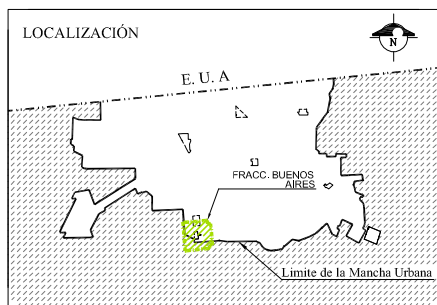 LOCALIZACIÓN
N
E. U. A
FRACC. BUENOS
AIRES
Limite de la Mancha Urbana